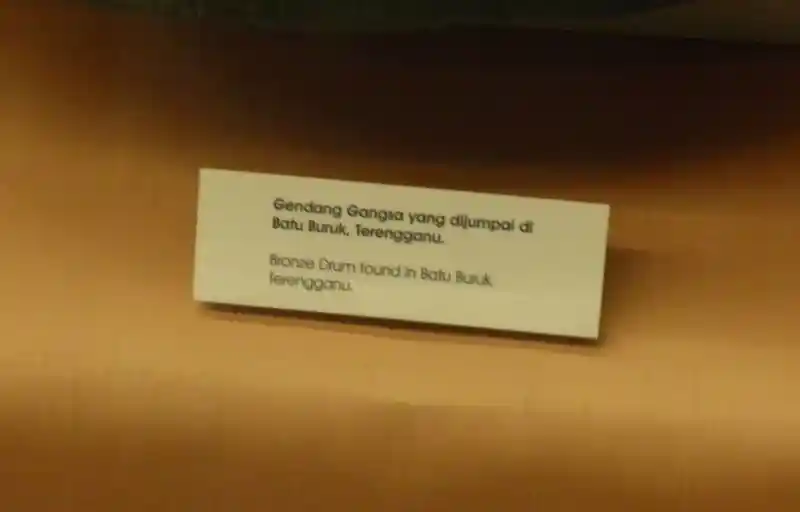 Gendang Gangsa yang dijumpai di
Batu Buruk, Terengganu.
Bronze Drum found in Batu Buruk
Terengganu.